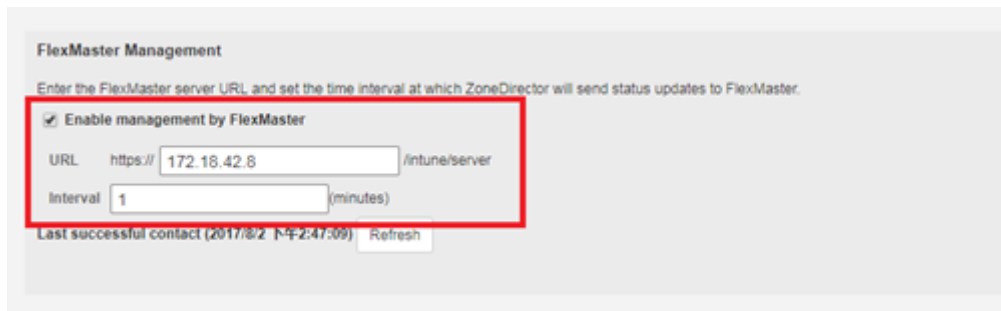 FlexMaster Management
Enter the FlexMaster server URL and set the time interval at which ZoneDirector will send status updates to FlexMaster.
Enable management by FlexMaster
URL https:// 172.18.42.8 /intune/server
Interval 1 (minutes)
Last successful contact (2017/8/2 下午2:47:09) Refresh